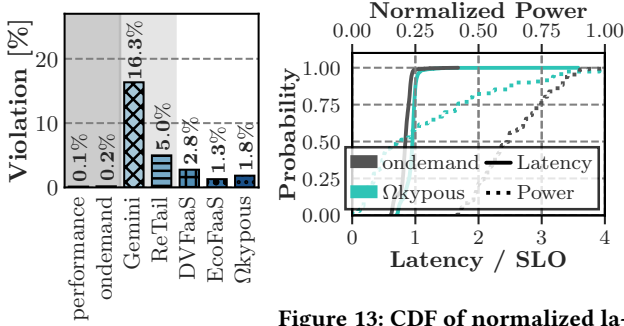 Violation [%]
20
10
0
0.1%
0.2%
16.3%
5.0%
2.8%
1.3%
1.8%
performance
ondemand
Gemini
ReTail
DVFaaS
EcoFaaS
Ωkypous
Normalized Power
0.00 0.25 0.50 0.75 1.00
Probability
1.00
0.75
0.50
0.25
0.00
ondemand Latency
Ωkypous Power
0 1 2 3 4
Latency / SLO
Figure 13: CDF of normalized la-